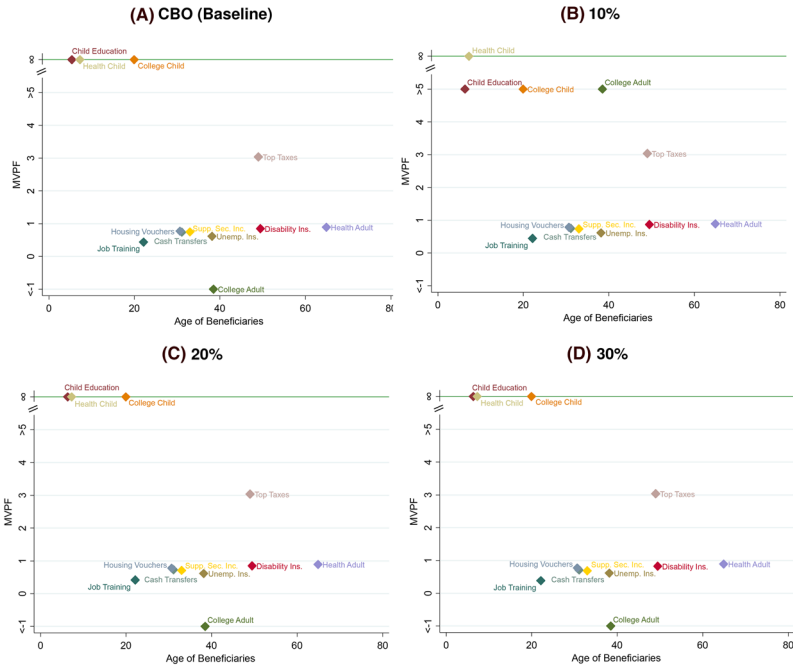 (A) CBO (Baseline)
Child Education
∞
Health Child
College Child
>5
4
3
Top Taxes
MVPF
2
1
Housing Vouchers
Supp. Sec. Inc.
Disability Ins.
Health Adult
Job Training
Cash Transfers
Unemp. Ins.
0
<-1
College Adult
0 20 40 60 80
Age of Beneficiaries
(B) 10%
∞
Health Child
>5
Child Education
College Child
College Adult
4
3
Top Taxes
MVPF
2
1
Housing Vouchers
Supp. Sec. Inc.
Disability Ins.
Health Adult
Job Training
Cash Transfers
Unemp. Ins.
0
<-1
0 20 40 60 80
Age of Beneficiaries
(C) 20%
Child Education
∞
Health Child
College Child
>5
4
3
Top Taxes
MVPF
2
1
Housing Vouchers
Supp. Sec. Inc.
Disability Ins.
Health Adult
Job Training
Cash Transfers
Unemp. Ins.
0
<-1
College Adult
0 20 40 60 80
Age of Beneficiaries
(D) 30%
Child Education
∞
Health Child
College Child
>5
4
3
Top Taxes
MVPF
2
1
Housing Vouchers
Supp. Sec. Inc.
Disability Ins.
Health Adult
Job Training
Cash Transfers
Unemp. Ins.
0
<-1
College Adult
0 20 40 60 80
Age of Beneficiaries